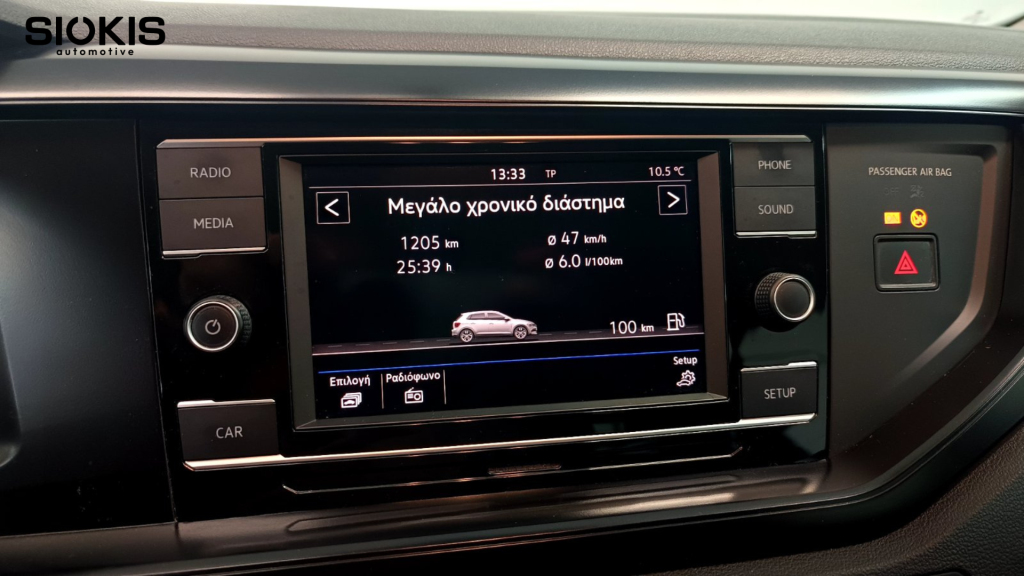 SIOKIS
automotive
RADIO
MEDIA
CAR
13:33 TP 10.5 °C
< Μεγάλο χρονικό διάστημα >
1205 km Ø 47 km/h
25:39 h Ø 6.0 l/100km
100 km
Επιλογή Ραδιόφωνο Setup
PHONE
SOUND
SETUP
PASSENGER AIR BAG